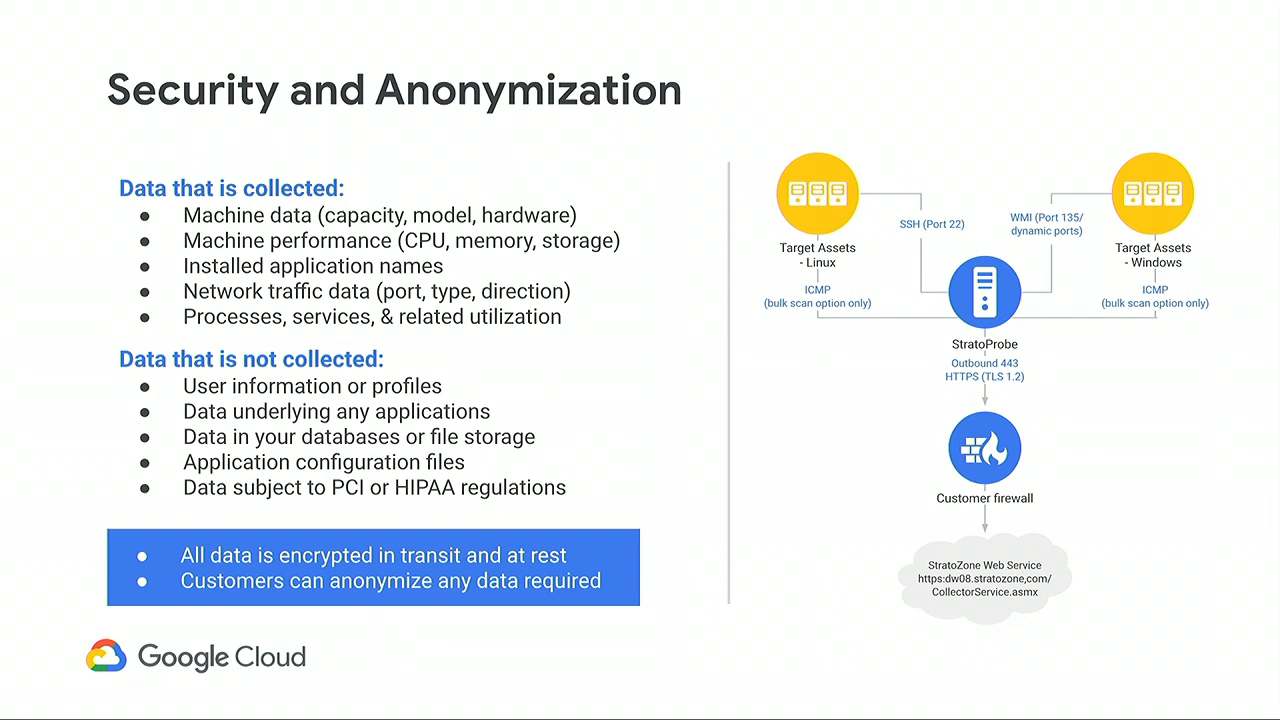 Security and Anonymization
Data that is collected:
● Machine data (capacity, model, hardware)
● Machine performance (CPU, memory, storage)
● Installed application names
● Network traffic data (port, type, direction)
● Processes, services, & related utilization
Data that is not collected:
● User information or profiles
● Data underlying any applications
● Data in your databases or file storage
● Application configuration files
● Data subject to PCI or HIPAA regulations
● All data is encrypted in transit and at rest
● Customers can anonymize any data required
Google Cloud
Target Assets
- Linux
SSH (Port 22)
WMI (Port 135/
dynamic ports)
Target Assets
- Windows
ICMP
(bulk scan option only)
ICMP
(bulk scan option only)
StratoProbe
Outbound 443
HTTPS (TLS 1.2)
Customer firewall
StratoZone Web Service
https:dw08.stratozone,com/
CollectorService.asmx